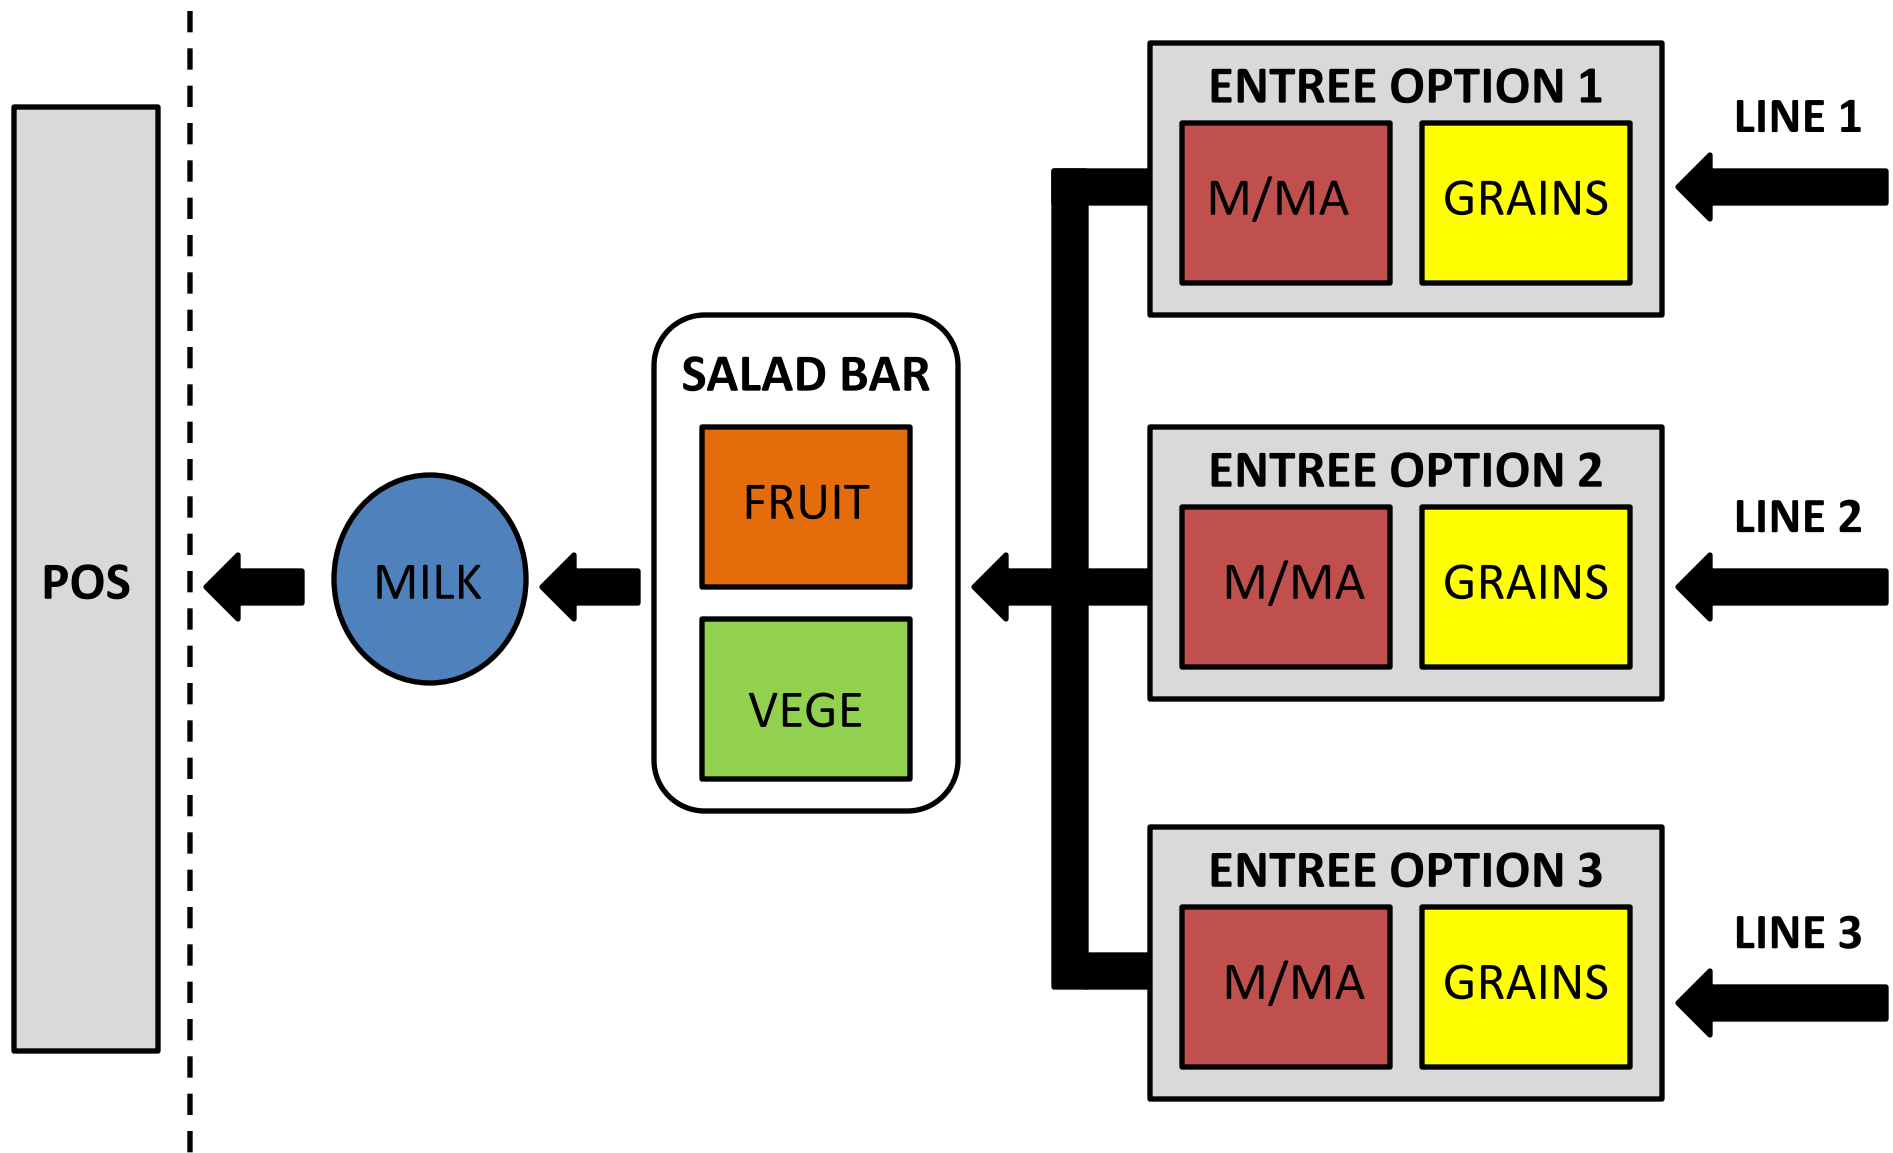 ENTREE OPTION 1
M/MA
GRAINS
LINE 1
SALAD BAR
FRUIT
VEGE
ENTREE OPTION 2
M/MA
GRAINS
LINE 2
POS
MILK
ENTREE OPTION 3
M/MA
GRAINS
LINE 3